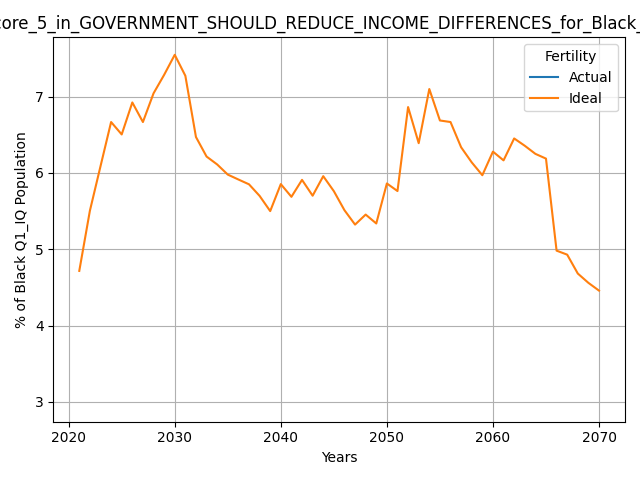 core_5_in_GOVERNMENT_SHOULD_REDUCE_INCOME_DIFFERENCES_for_Black_
Fertility
Actual
Ideal
7
6
5
4
3
% of Black Q1_IQ Population
2020
2030
2040
2050
2060
2070
Years